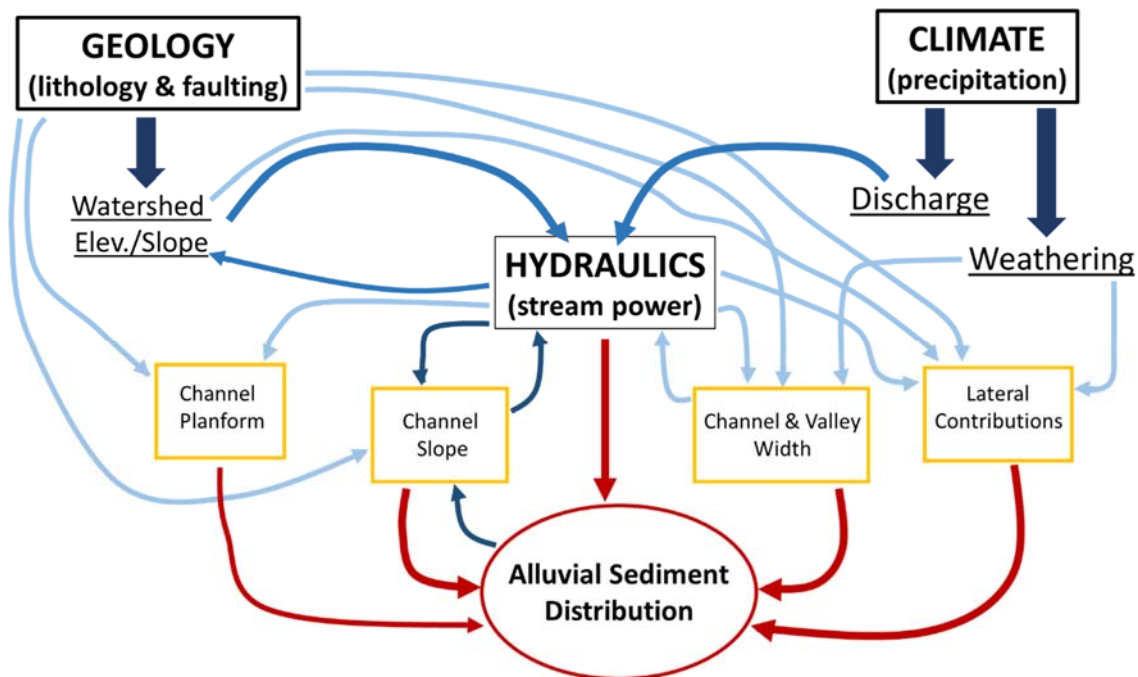 GEOLOGY
(lithology & faulting)
CLIMATE
(precipitation)
Watershed
Elev./Slope
Discharge
Weathering
HYDRAULICS
(stream power)
Channel
Planform
Channel
Slope
Channel & Valley
Width
Lateral
Contributions
Alluvial Sediment
Distribution